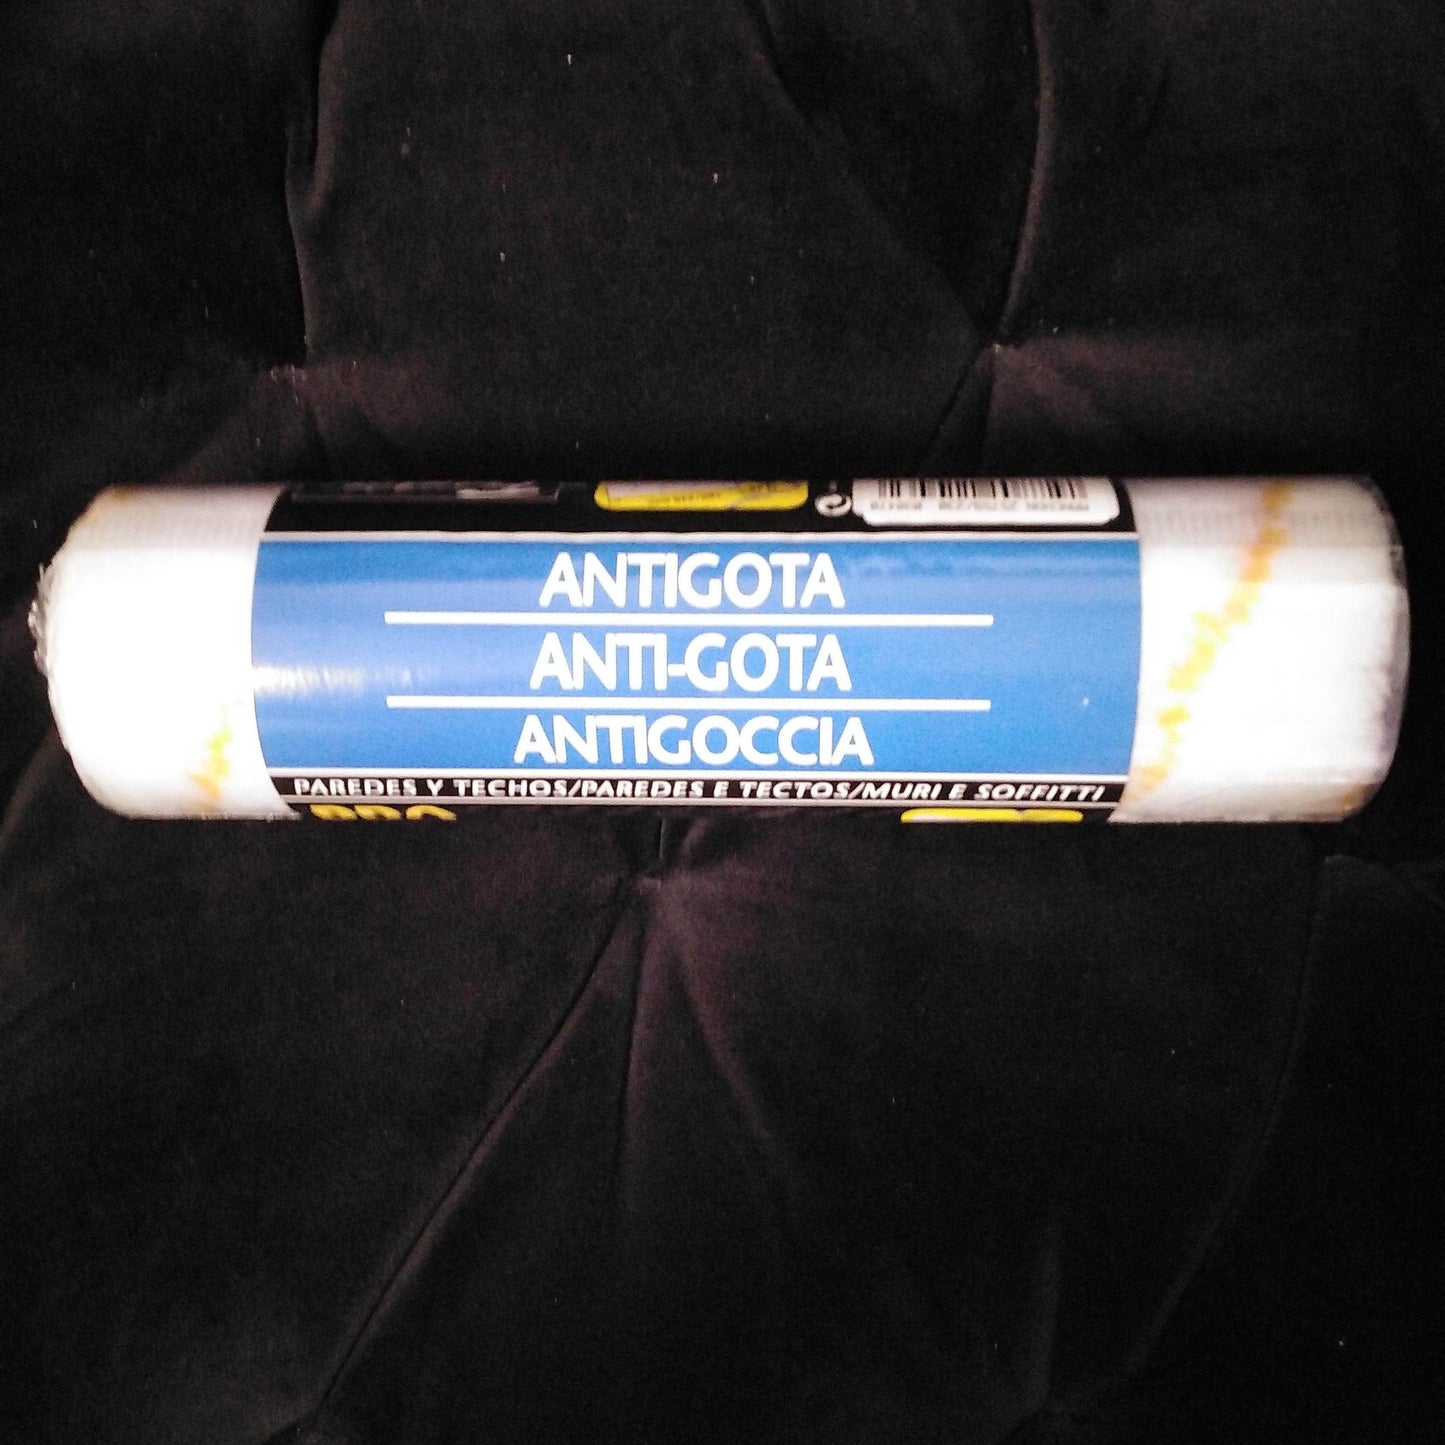 ANTIGOTA
ANTI-GOTA
ANTIGOCCIA
PAREDES Y TECHOS/PAREDES E TECTOS/MURI E SOFFITTI